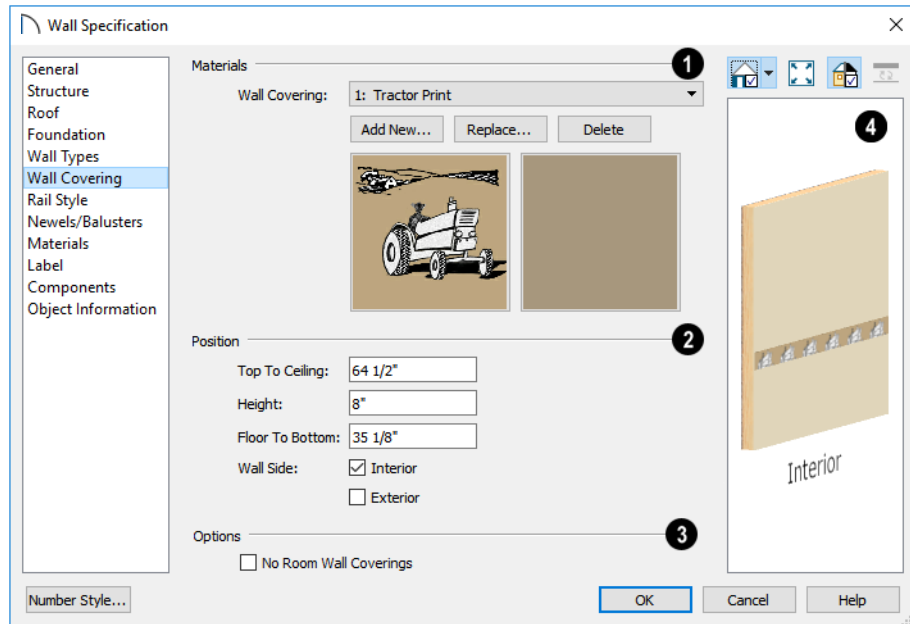 Wall Specification
General
Structure
Roof
Foundation
Wall Types
Wall Covering
Rail Style
Newels/Balusters
Materials
Label
Components
Object Information
Materials 1
Wall Covering: 1: Tractor Print
Add New... Replace... Delete
Position 2
Top To Ceiling: 64 1/2"
Height: 8"
Floor To Bottom: 35 1/8"
Wall Side: Interior
Exterior
Options 3
No Room Wall Coverings
4
Interior
Number Style... OK Cancel Help